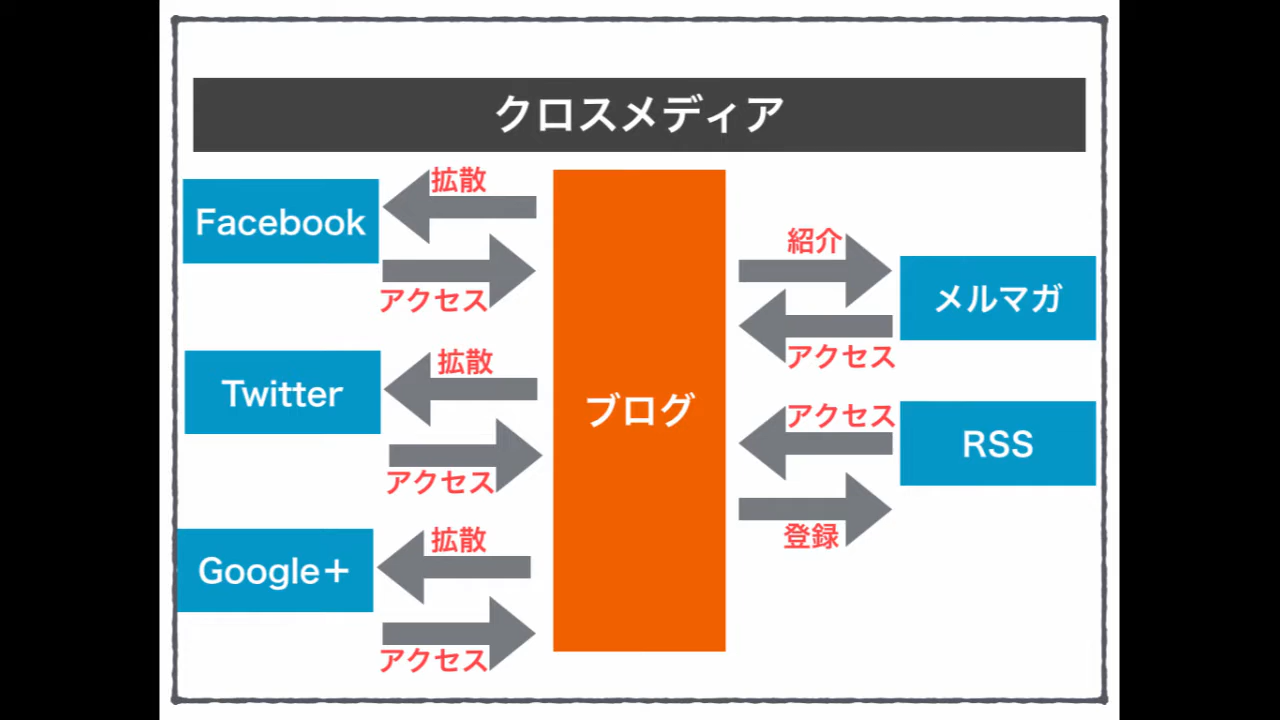 クロスメディア
拡散
Facebook
アクセス
拡散
Twitter
アクセス
拡散
Google＋
アクセス
ブログ
紹介
メルマガ
アクセス
アクセス
RSS
登録